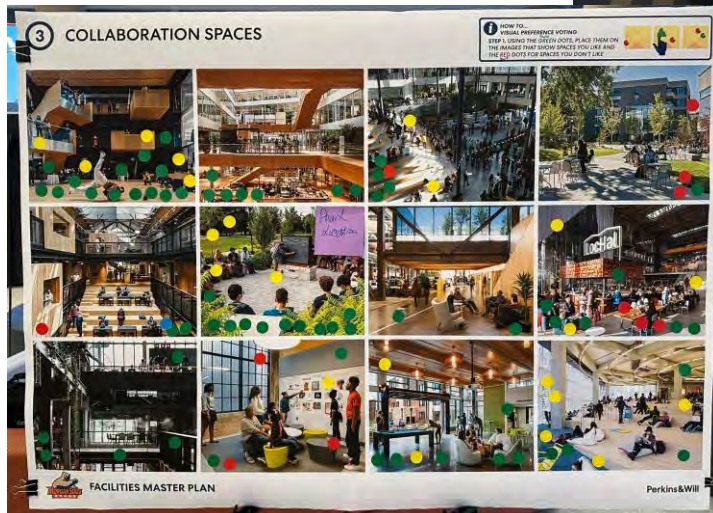 3 COLLABORATION SPACES
i HOW TO...
VISUAL PREFERENCE VOTING
STEP 1. USING THE GREEN DOTS, PLACE THEM ON
THE IMAGES THAT SHOW SPACES YOU LIKE AND
THE RED DOTS FOR SPACES YOU DON'T LIKE
LocHal
FACILITIES MASTER PLAN
Perkins&Will